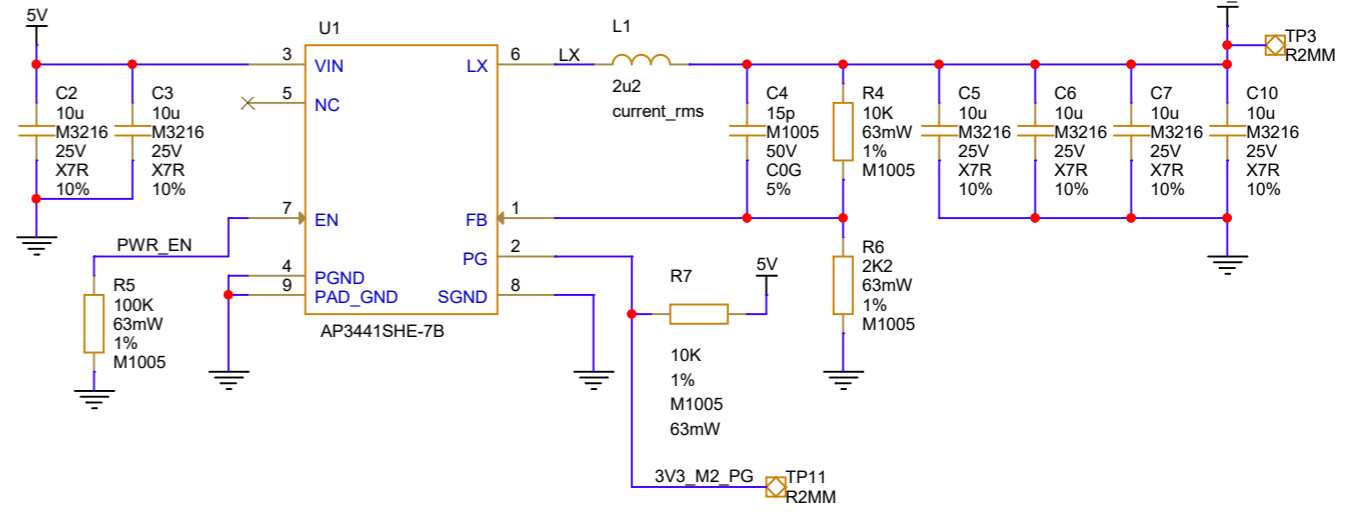 5V
U1
L1
TP3
R2MM
3
VIN
LX
6
LX
5
NC
2u2
current_rms
C2
10u
M3216
25V
X7R
10%
C3
10u
M3216
25V
X7R
10%
C4
15p
M1005
50V
C0G
5%
R4
10K
63mW
1%
M1005
C5
10u
M3216
25V
X7R
10%
C6
10u
M3216
25V
X7R
10%
C7
10u
M3216
25V
X7R
10%
C10
10u
M3216
25V
X7R
10%
7
EN
FB
1
PWR_EN
PG
2
4
PGND
9
PAD_GND
SGND
8
R5
100K
63mW
1%
M1005
AP3441SHE-7B
R7
5V
10K
1%
M1005
63mW
R6
2K2
63mW
1%
M1005
3V3_M2_PG
TP11
R2MM